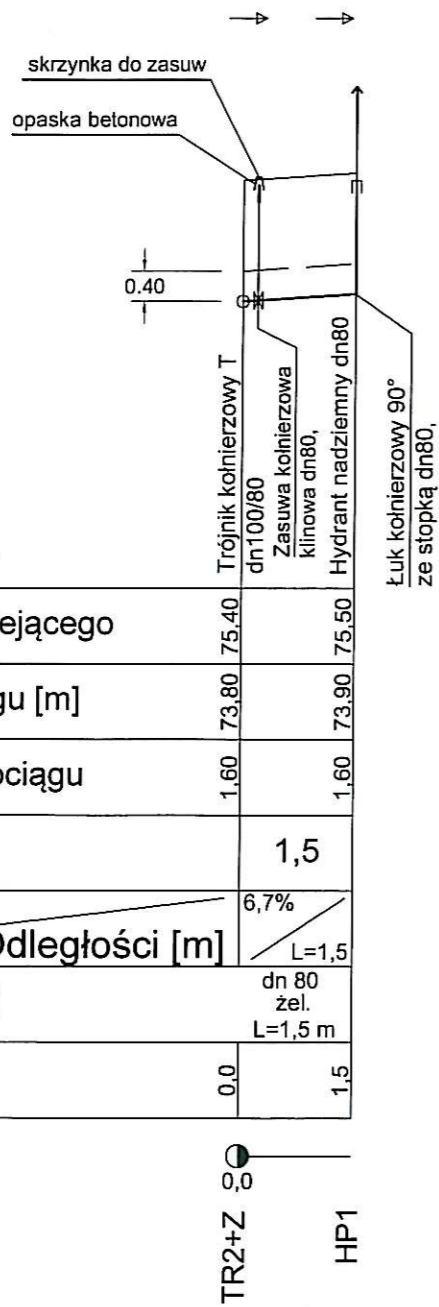 skrzynka do zasuw
opaska betonowa
0.40
Trójnik kołnierzowy T
dn100/80
Zasuwa kołnierzowa
klinowa dn80,
Hydrant nadziemny dn80
Łuk kołnierzowy 90°
ze stopką dn80,
ejącego
75,40
75,50
gu [m]
73,80
73,90
ociągu
1,60
1,60
1,5
6,7%
Odległości [m]
L=1,5
dn 80
żel.
L=1,5 m
0,0
1,5
0,0
TR2+Z
HP1